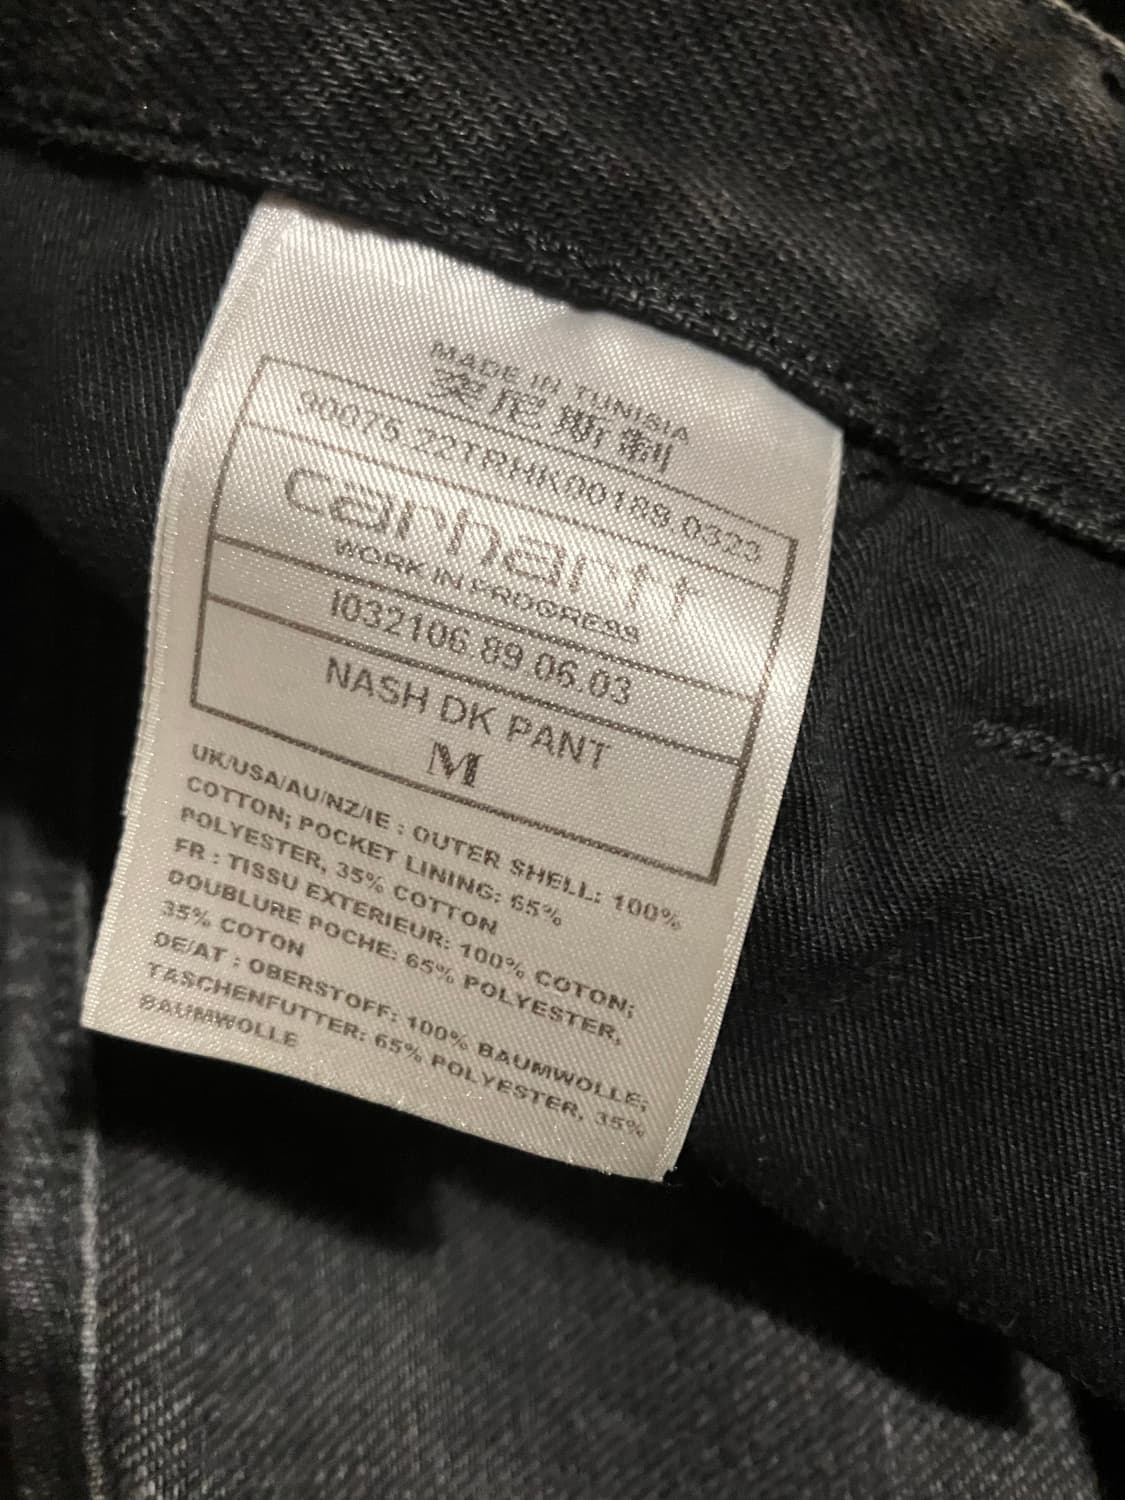 MADE IN TUNISIA
突尼斯制
90075.22TRHK00189.0323
carhartt
WORK IN PROGRESS
I032106.89.06.03
NASH DK PANT
M
UK/USA/AU/NZ/IE : OUTER SHELL: 100%
COTTON; POCKET LINING: 65%
POLYESTER, 35% COTTON
FR : TISSU EXTERIEUR: 100% COTON;
DOUBLURE POCHE: 65% POLYESTER,
35% COTON
DE/AT : OBERSTOFF: 100% BAUMWOLLE;
TASCHENFUTTER: 65% POLYESTER, 35%
BAUMWOLLE